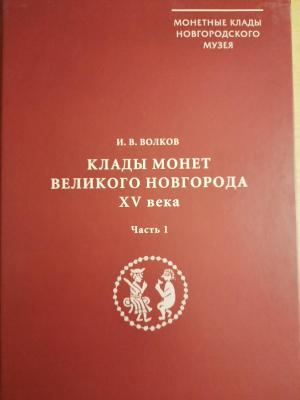 МОНЕТНЫЕ КЛАДЫ
НОВГОРОДСКОГО
МУЗЕЯ
И. В. ВОЛКОВ
КЛАДЫ МОНЕТ
ВЕЛИКОГО НОВГОРОДА
XV века
Часть 1